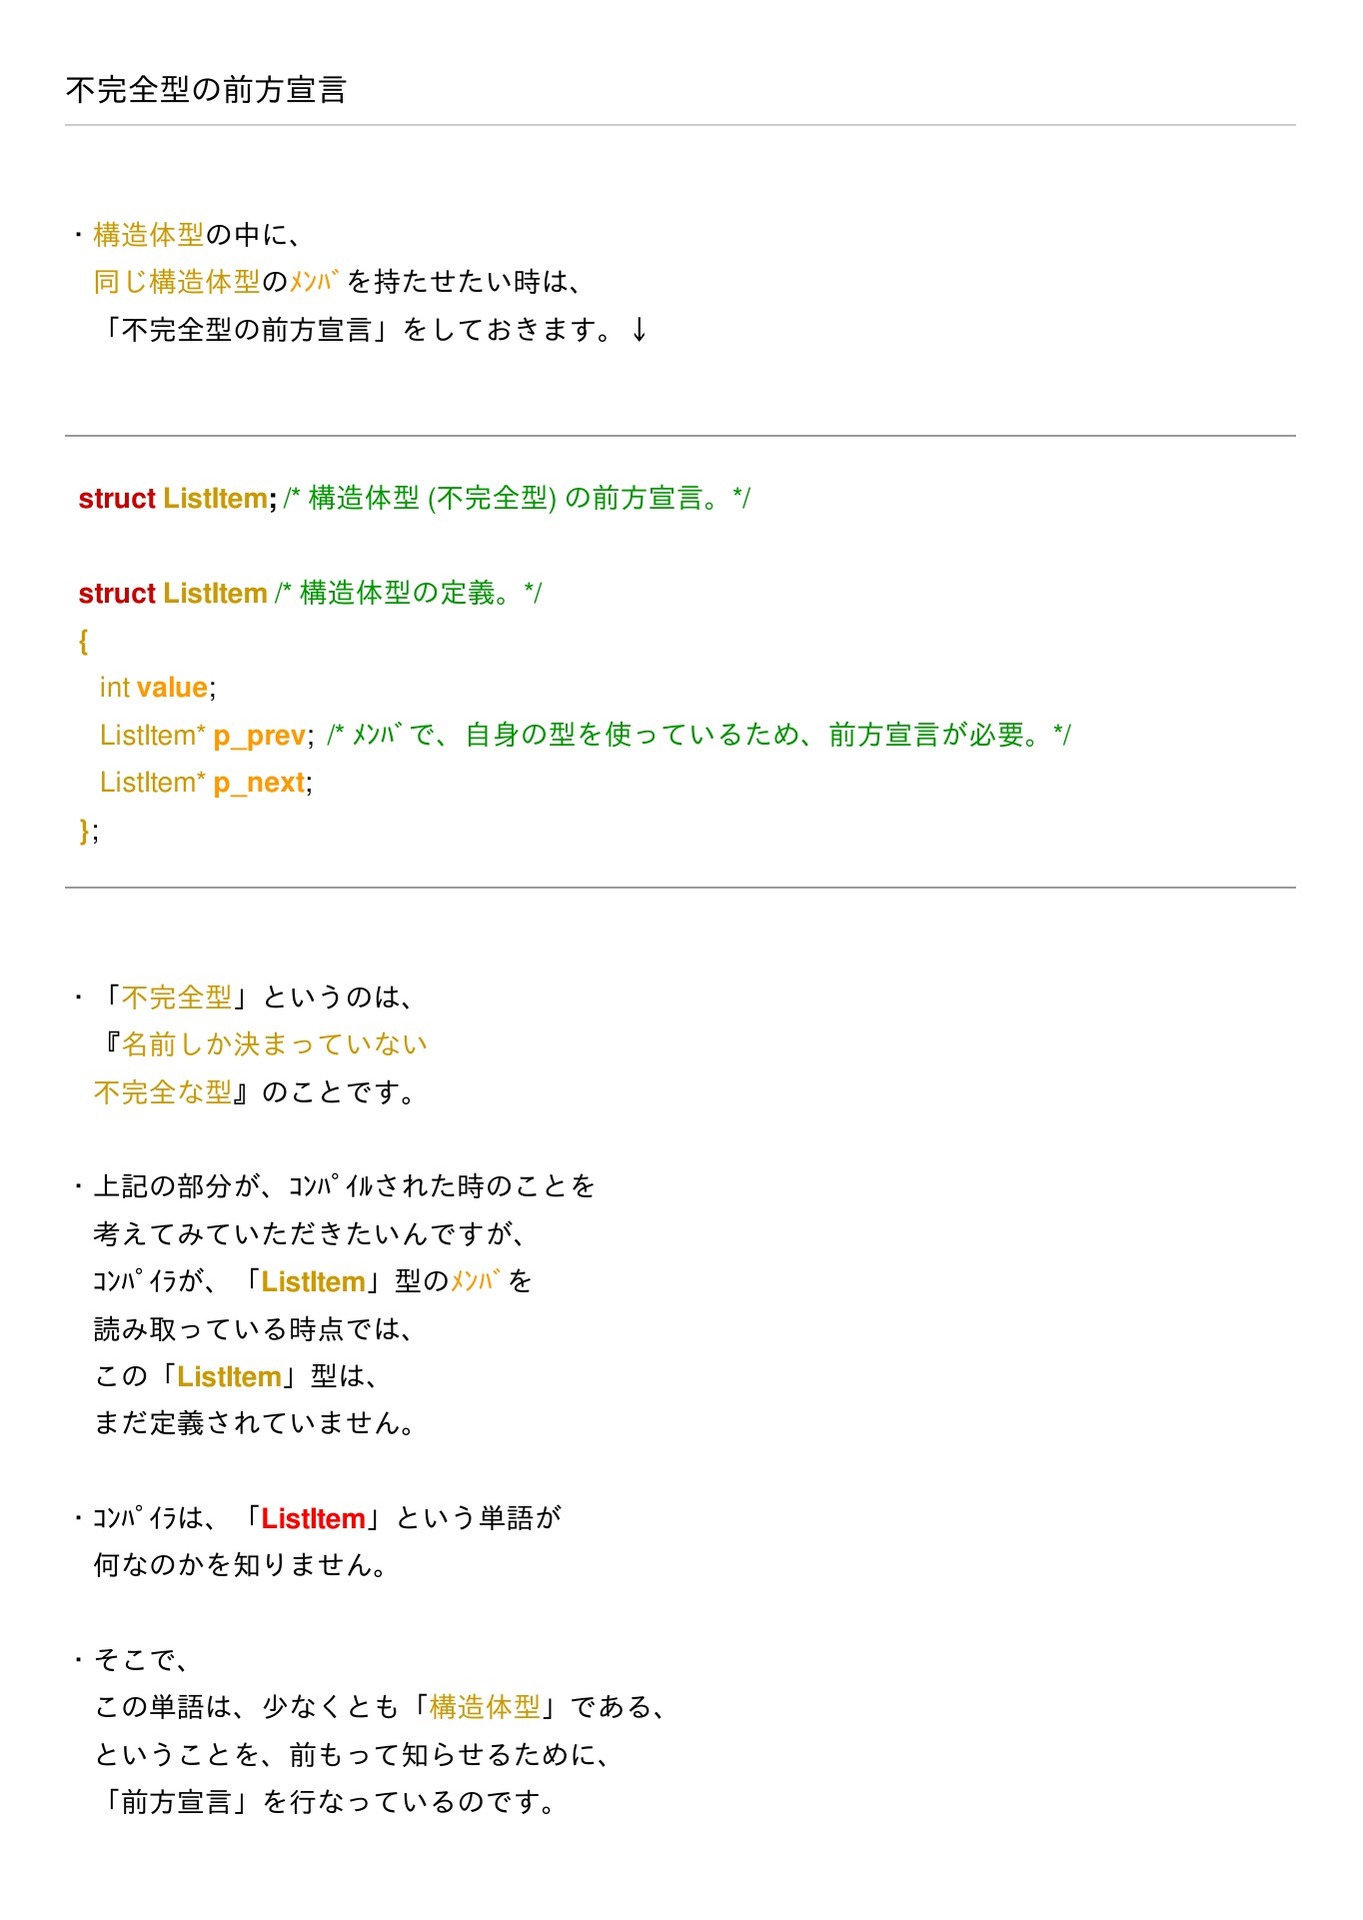 不完全型の前方宣言
・構造体型の中に、
同じ構造体型のﾒﾝﾊﾞを持たせたい時は、
「不完全型の前方宣言」をしておきます。↓
struct ListItem; /* 構造体型 (不完全型) の前方宣言。*/
struct ListItem /* 構造体型の定義。*/
{
int value;
ListItem* p_prev; /* ﾒﾝﾊﾞで、自身の型を使っているため、前方宣言が必要。*/
ListItem* p_next;
};
・「不完全型」というのは、
『名前しか決まっていない
不完全な型』のことです。
・上記の部分が、ｺﾝﾊﾟｲﾙされた時のことを
考えてみていただきたいんですが、
ｺﾝﾊﾟｲﾗが、「ListItem」型のﾒﾝﾊﾞを
読み取っている時点では、
この「ListItem」型は、
まだ定義されていません。
・ｺﾝﾊﾟｲﾗは、「ListItem」という単語が
何なのかを知りません。
・そこで、
この単語は、少なくとも「構造体型」である、
ということを、前もって知らせるために、
「前方宣言」を行なっているのです。